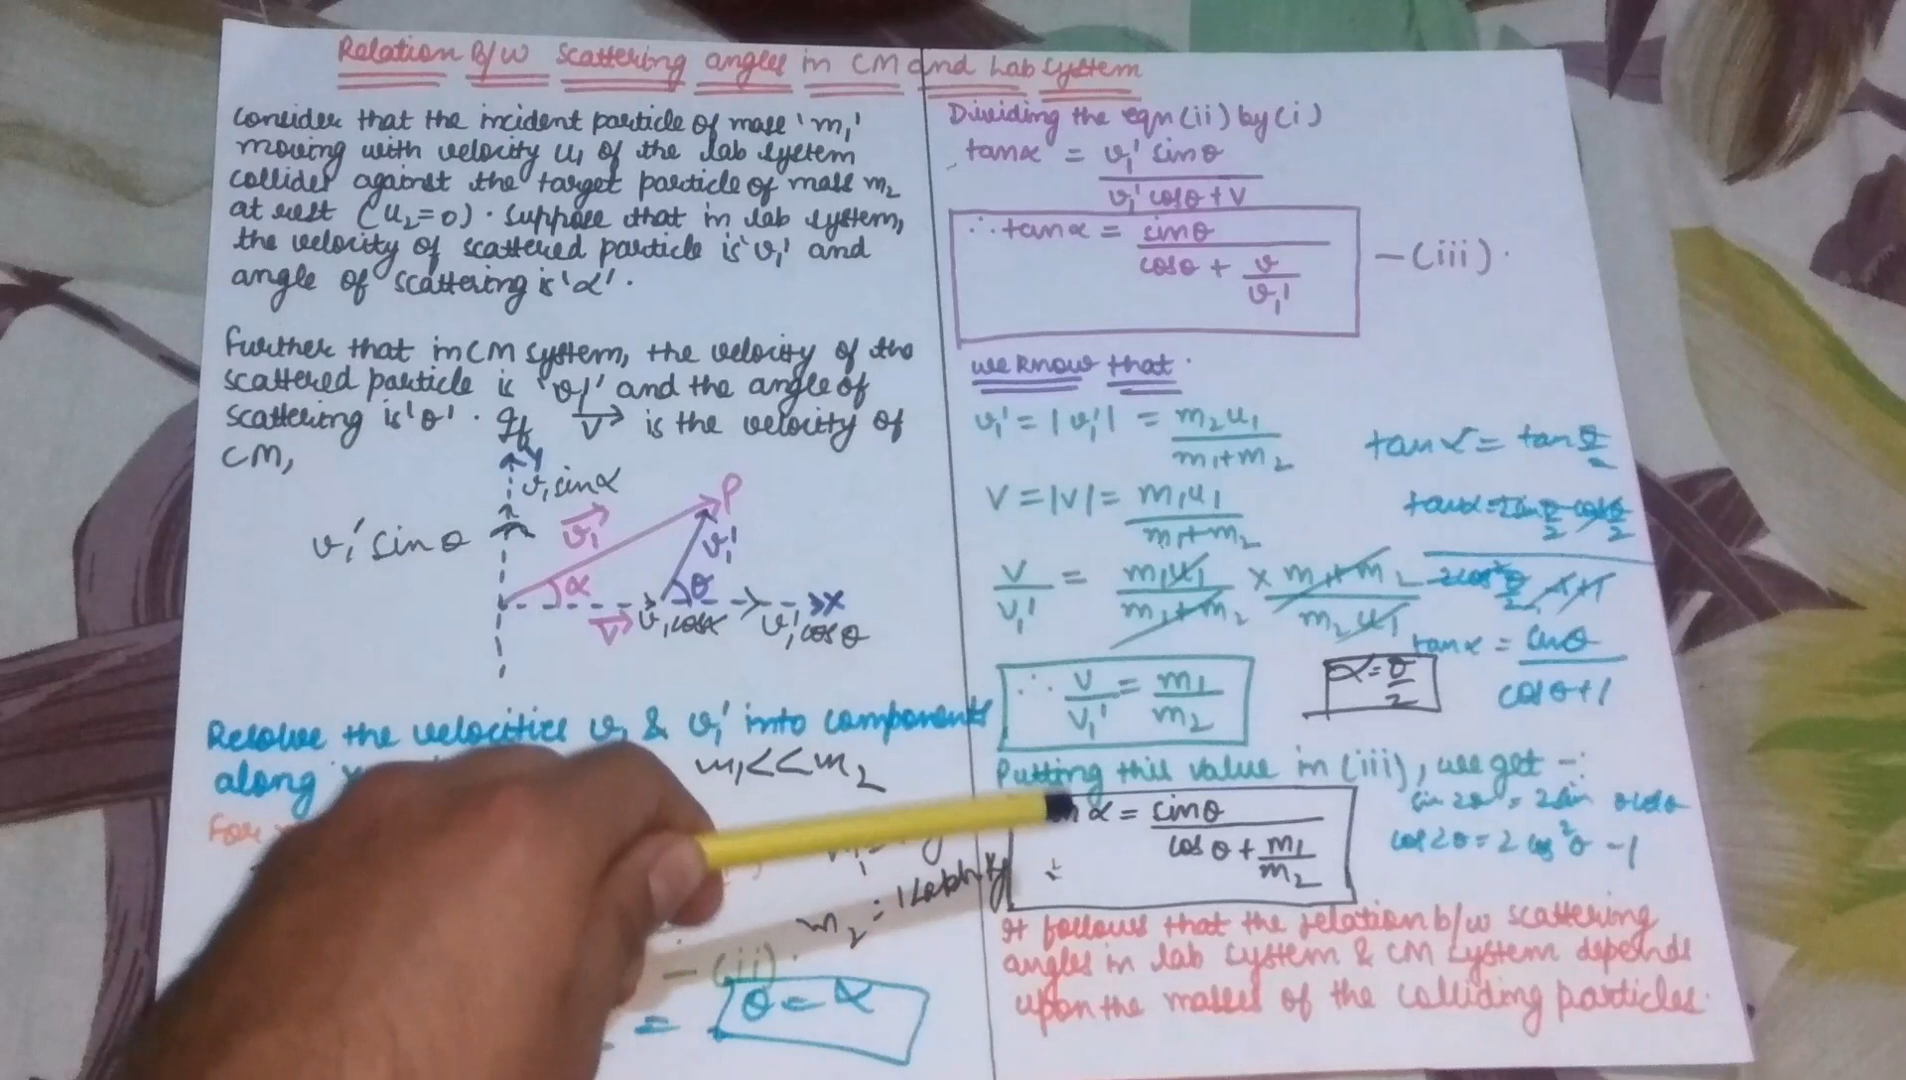 Relation b/w scattering angles in CM and Lab system
Consider that the incident particle of mass 'm₁'
moving with velocity u₁ of the lab system
collides against the target particle of mass m₂
at rest (u₂=0). Suppose that in lab system,
the velocity of scattered particle is 'v₁' and
angle of scattering is 'α'.
Further that in CM system, the velocity of the
scattered particle is 'v₁'' and the angle of
scattering is 'θ'. If V⃗ is the velocity of
CM,
y
v₁ sinα
P
v₁' sinθ
v⃗₁
v₁'
α
θ
X
V⃗
v₁cosα
v₁'cosθ
Resolve the velocities v₁ & v₁' into components
along
m₁<<m₂
For
m₂ :
- (ii).
= θ = α
Dividing the eqn (ii) by (i)
tanα = v₁' sinθ
v₁' cosθ + V
∴ tanα = sinθ
cosθ + v
v₁'
- (iii).
we know that.
v₁' = |v₁'| = m₂u₁
m₁+m₂
tanα = tan θ
2
V = |V| = m₁u₁
m₁+m₂
V = m₁u₁ × m₁+m₂
V₁' m₁+m₂ m₂u₁
tanα = sinθ
cosθ+1
α = θ
2
∴ V = m₁
V₁' m₂
Putting this value in (iii), we get -:
α = sinθ
cosθ + m₁
m₂
sin 2θ = 2 sinθ cosθ
cos2θ = 2 cos²θ - 1
It follows that the relation b/w scattering
angles in lab system & CM system depends
upon the masses of the colliding particles.